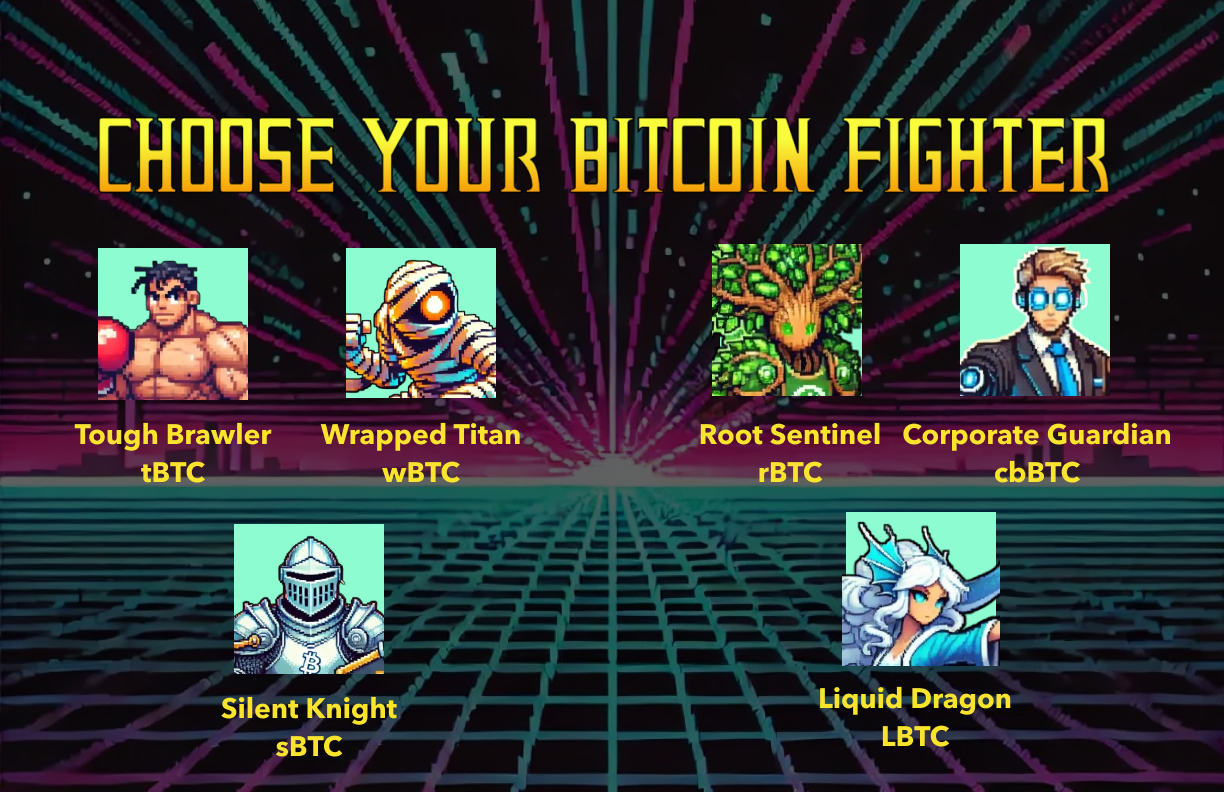 CHOOSE YOUR BITCOIN FIGHTER
Tough Brawler
tBTC
Wrapped Titan
wBTC
Root Sentinel
rBTC
Corporate Guardian
cbBTC
Silent Knight
sBTC
Liquid Dragon
LBTC